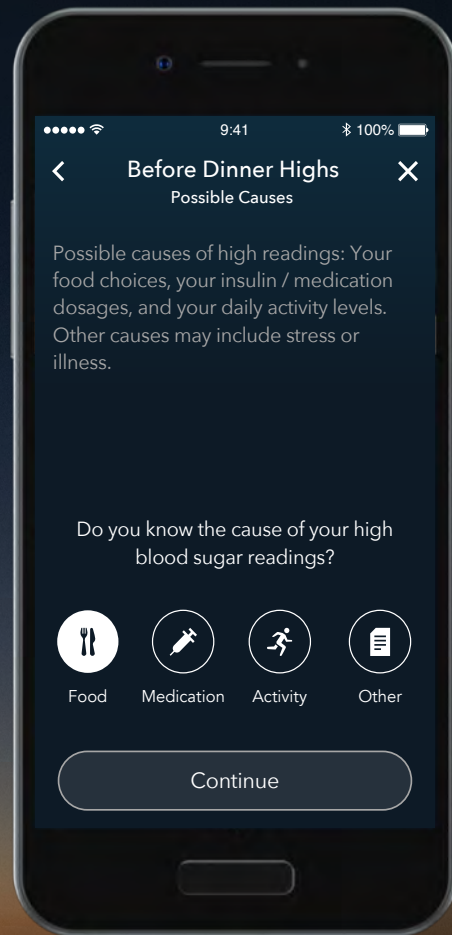 9:41
100%
Before Dinner Highs
Possible Causes
Possible causes of high readings: Your
food choices, your insulin / medication
dosages, and your daily activity levels.
Other causes may include stress or
illness.
Do you know the cause of your high
blood sugar readings?
Food
Medication
Activity
Other
Continue